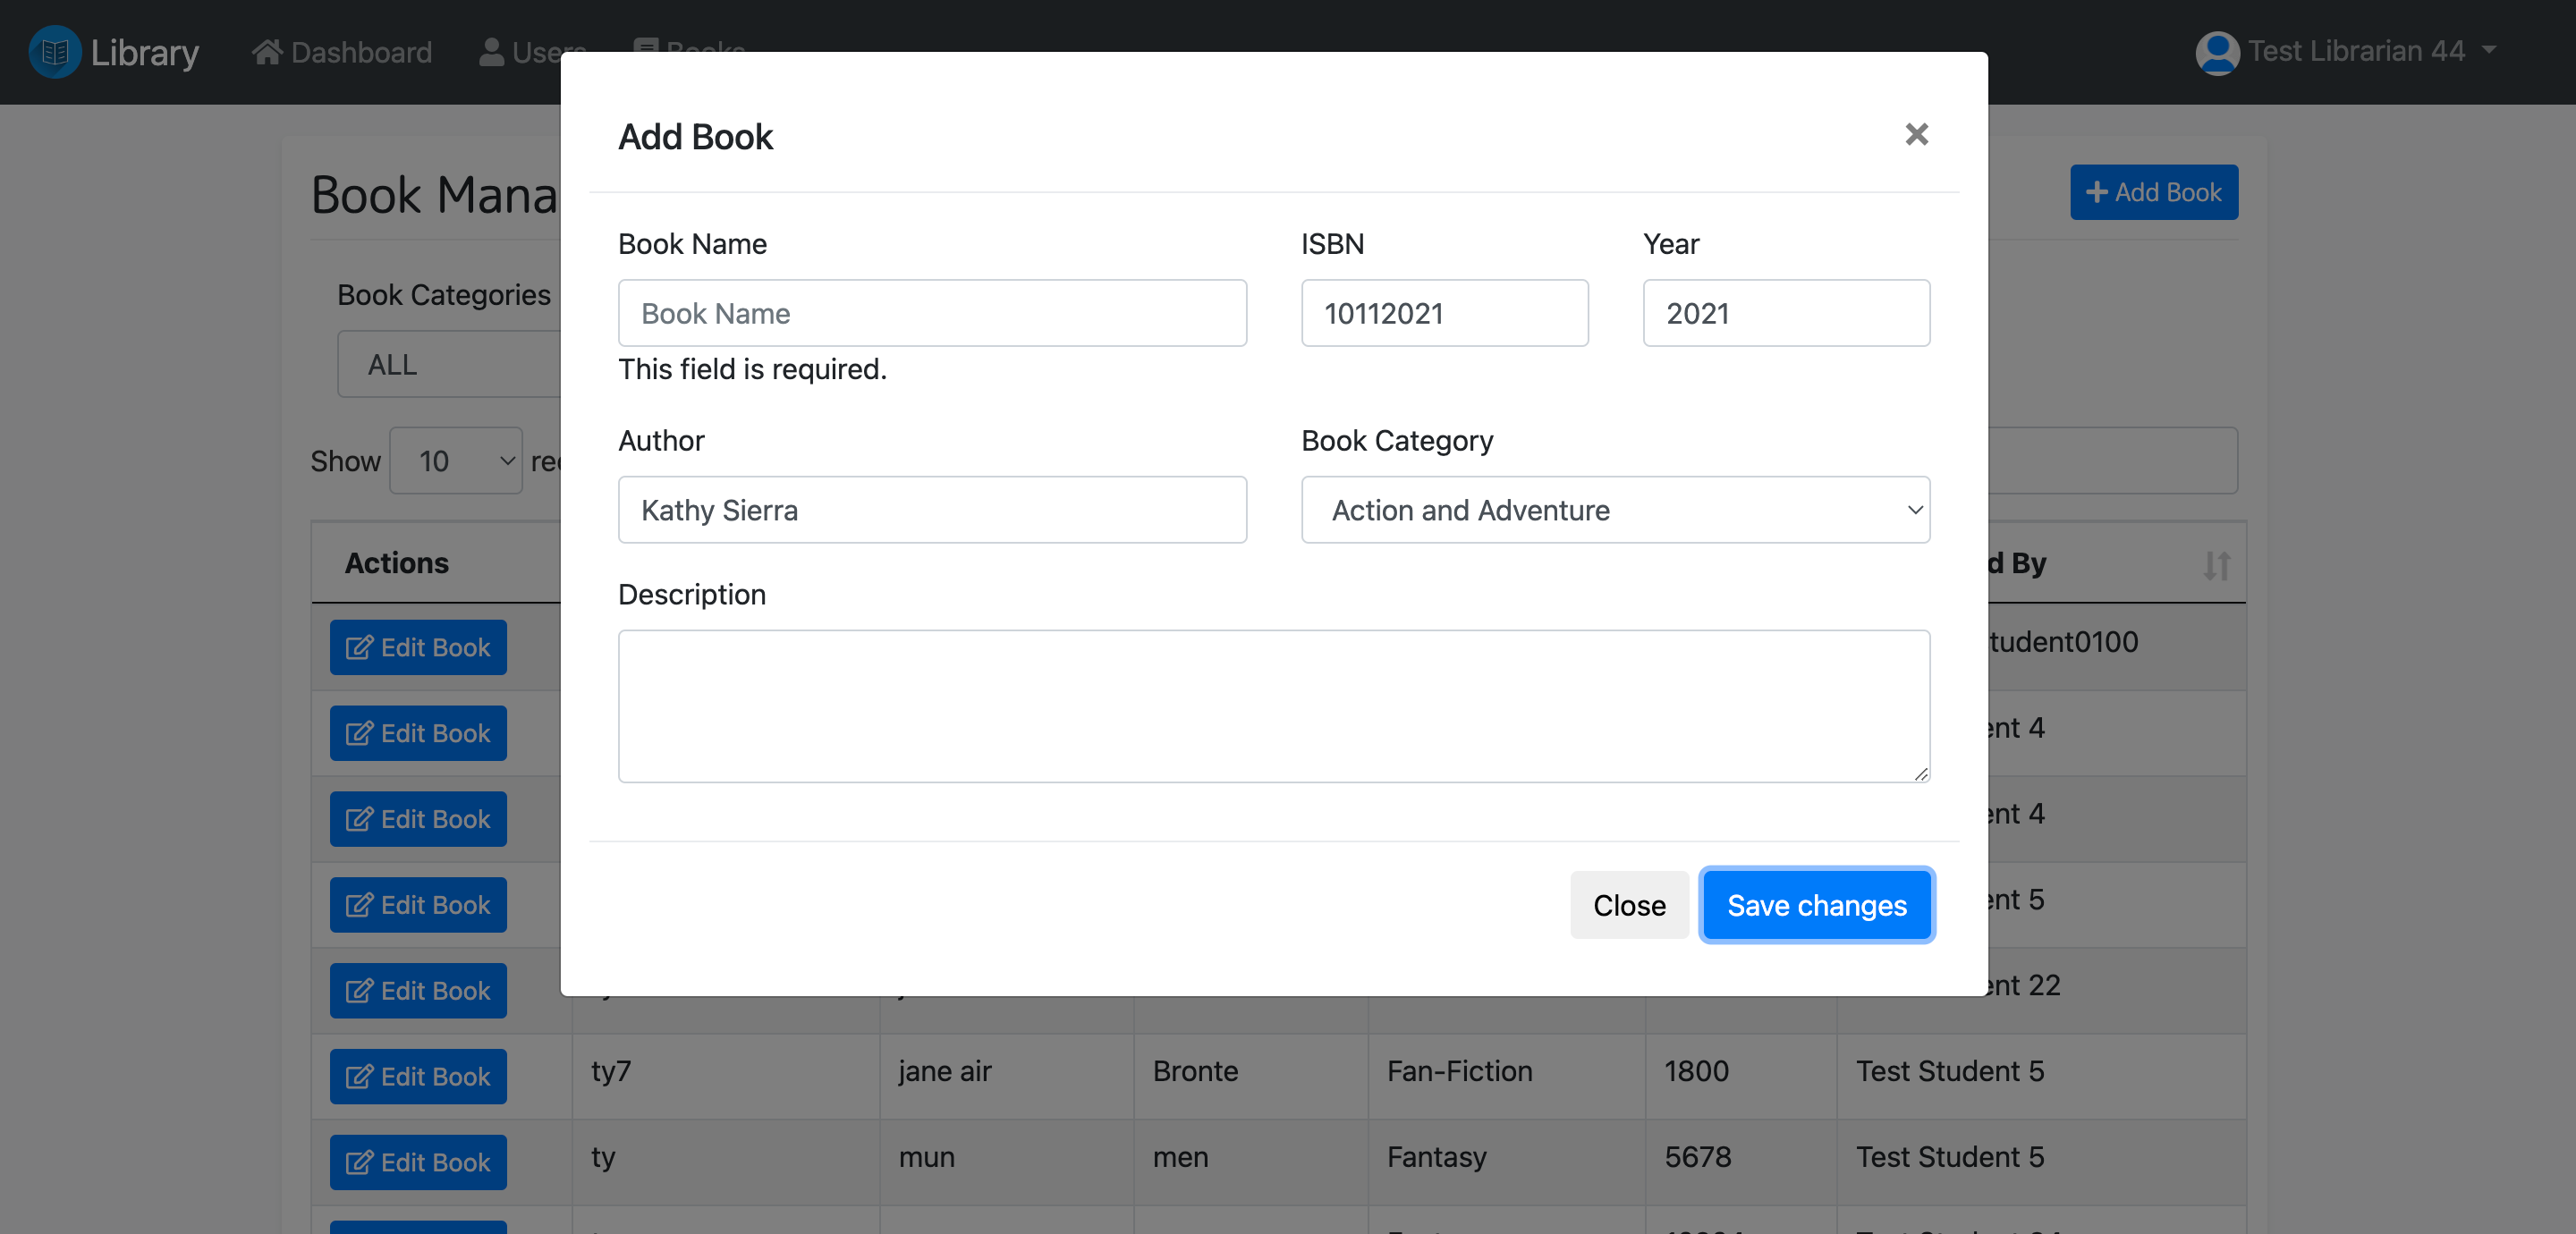 Library Dashboard Users Books Test Librarian 44
Add Book
Book Mana
Add Book
Book Name ISBN Year
Book Categories
Book Name 10112021 2021
ALL
This field is required.
Author Book Category
Show 10
Kathy Sierra Action and Adventure
Actions d By
Description
Edit Book tudent0100
Edit Book ent 4
Edit Book ent 4
Edit Book ent 5
Close Save changes
Edit Book ent 22
Edit Book ty7 jane air Bronte Fan-Fiction 1800 Test Student 5
Edit Book ty mun men Fantasy 5678 Test Student 5